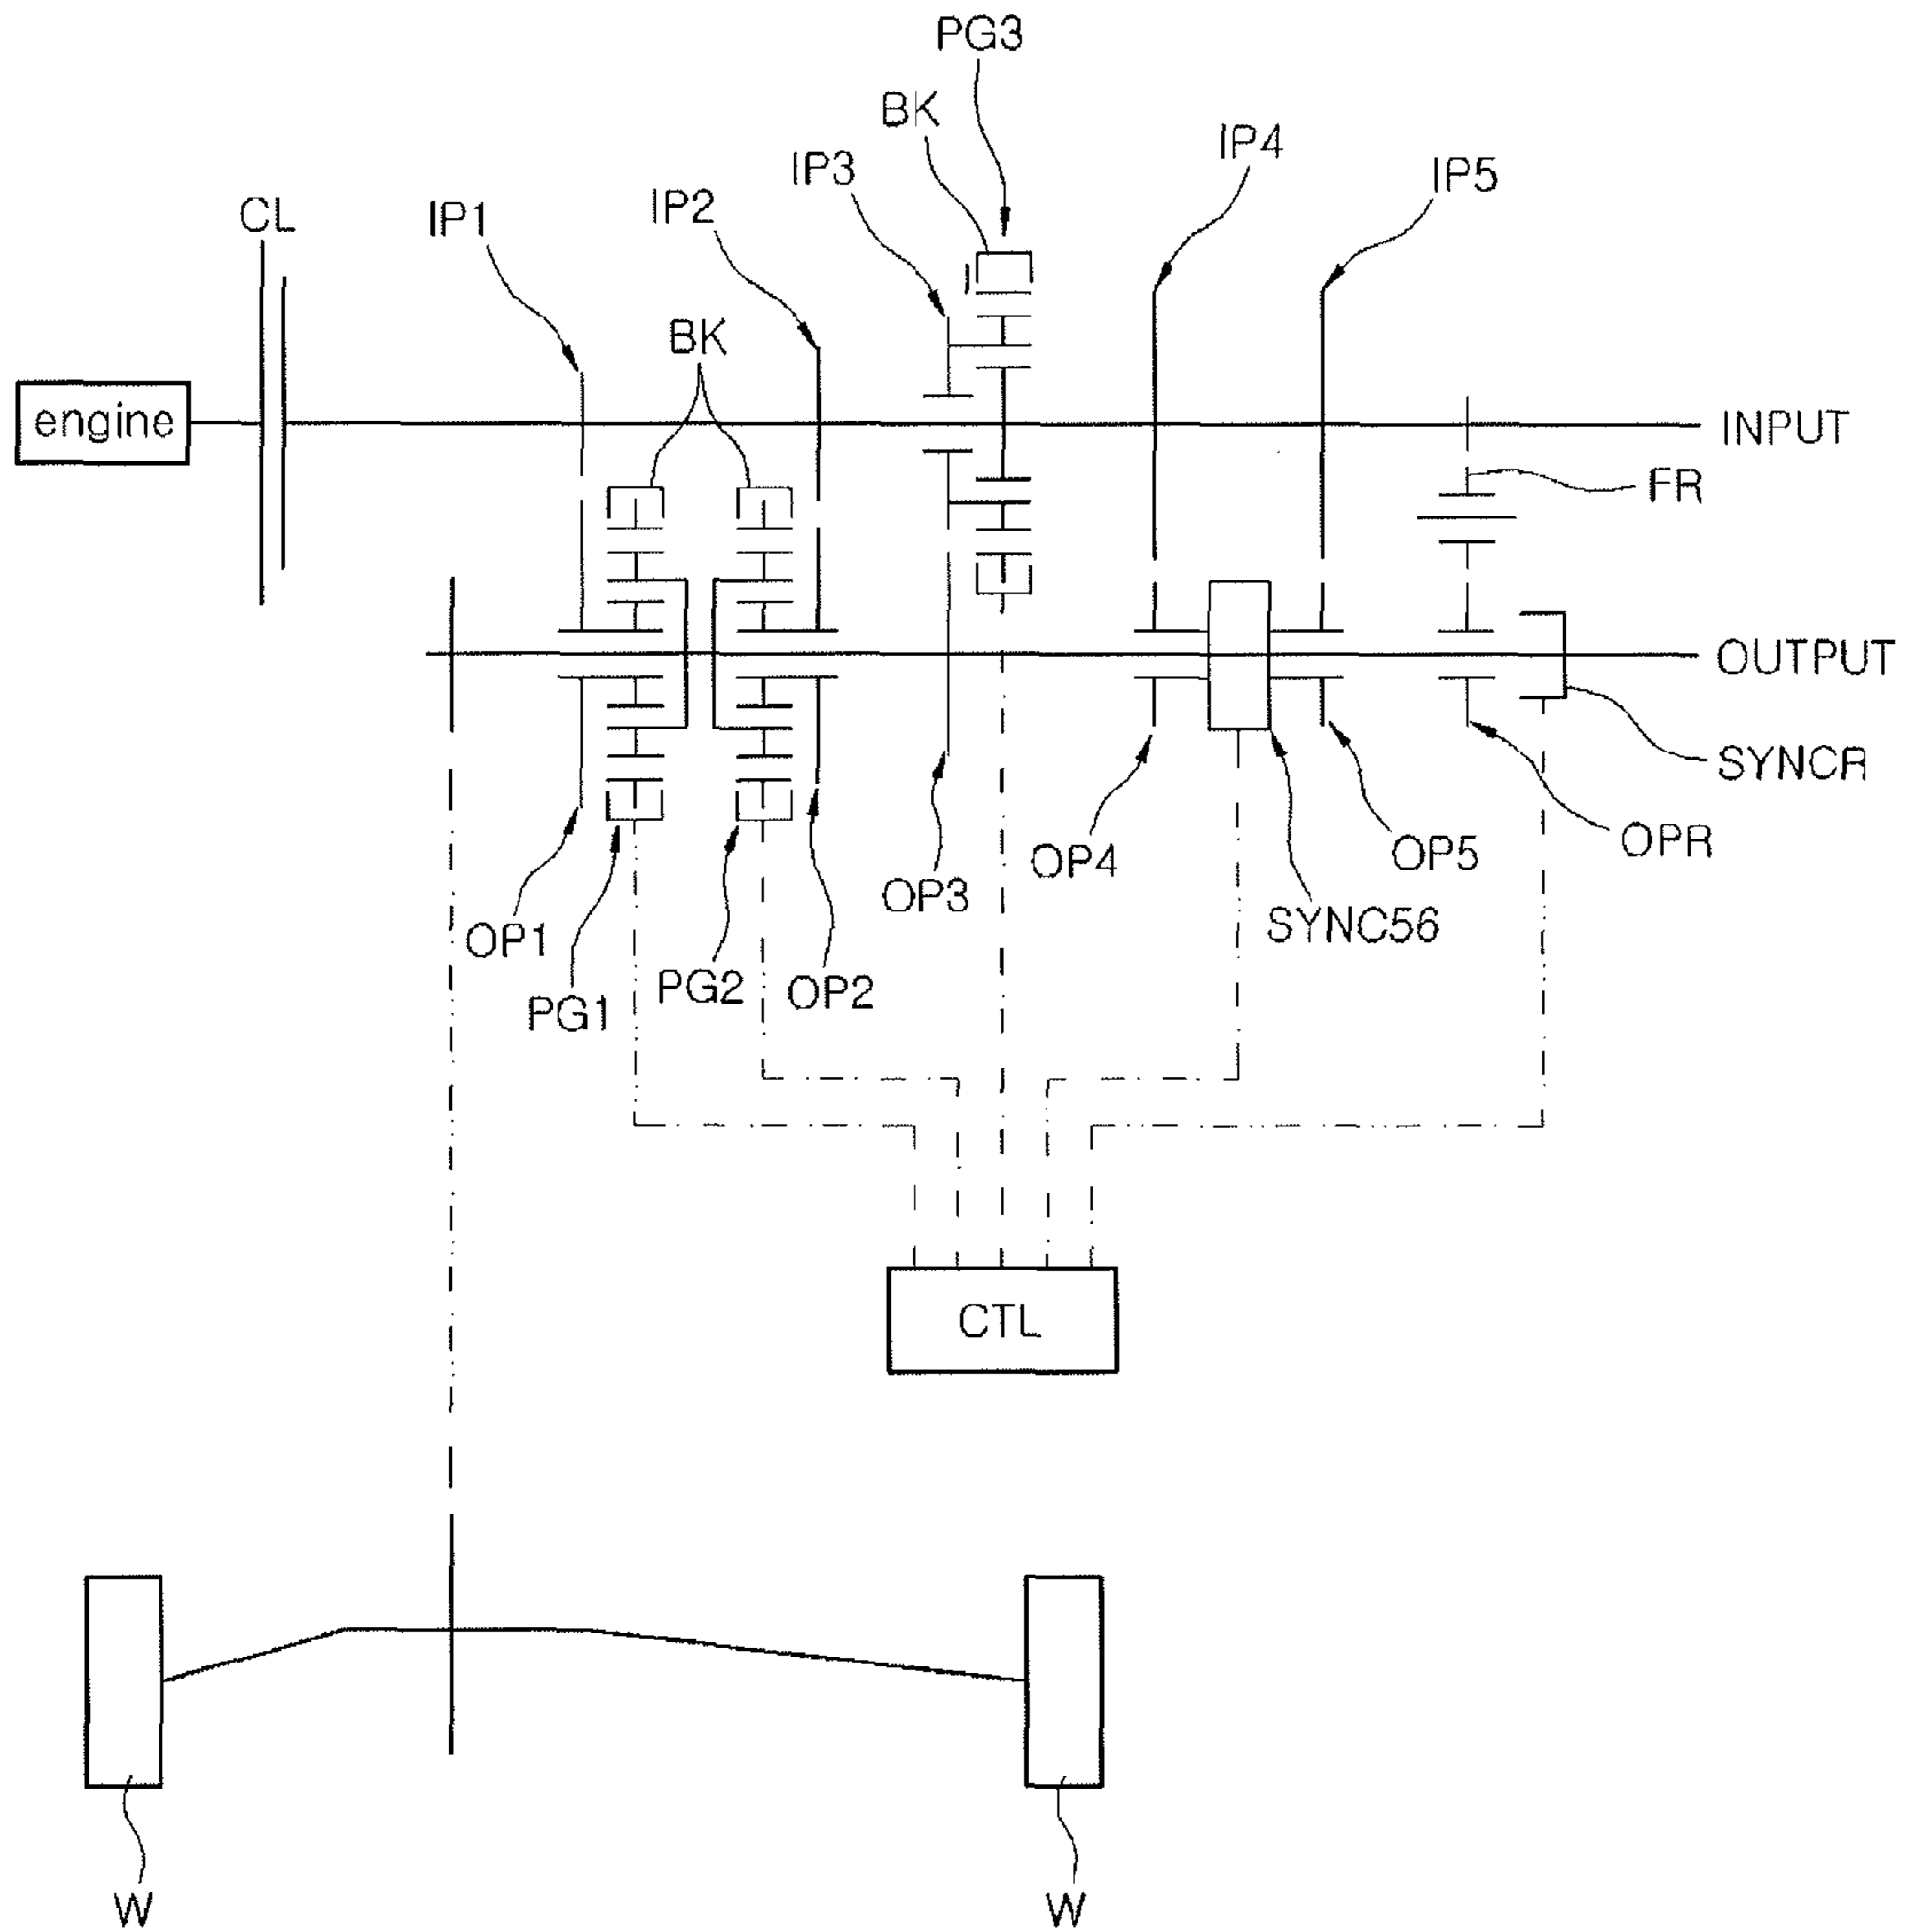 PG3
BK
IP4
IP3
IP5
IP2
CL
IP1
BK
engine
INPUT
FR
OUTPUT
SYNCR
OPR
OP4
OP5
OP3
SYNC56
OP1
PG2
OP2
PG1
CTL
W
W